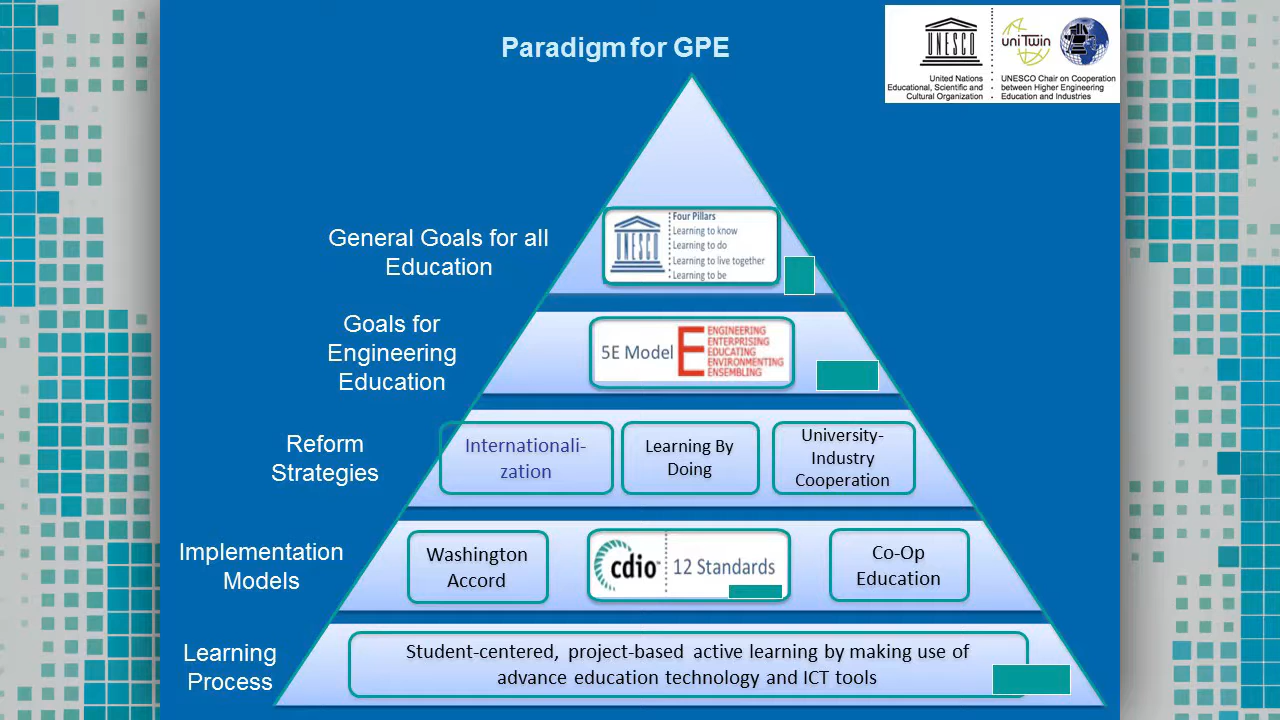 Paradigm for GPE
UNESCO
United Nations
Educational, Scientific and
Cultural Organization
uniTwin
UNESCO Chair on Cooperation
between Higher Engineering
Education and Industries
General Goals for all
Education
UNESCO
Four Pillars
Learning to know
Learning to do
Learning to live together
Learning to be
Goals for
Engineering
Education
5E Model
E
ENGINEERING
ENTERPRISING
EDUCATING
ENVIRONMENTING
ENSEMBLING
Reform
Strategies
Internationali-
zation
Learning By
Doing
University-
Industry
Cooperation
Implementation
Models
Washington
Accord
cdio™
12 Standards
Co-Op
Education
Learning
Process
Student-centered, project-based active learning by making use of
advance education technology and ICT tools